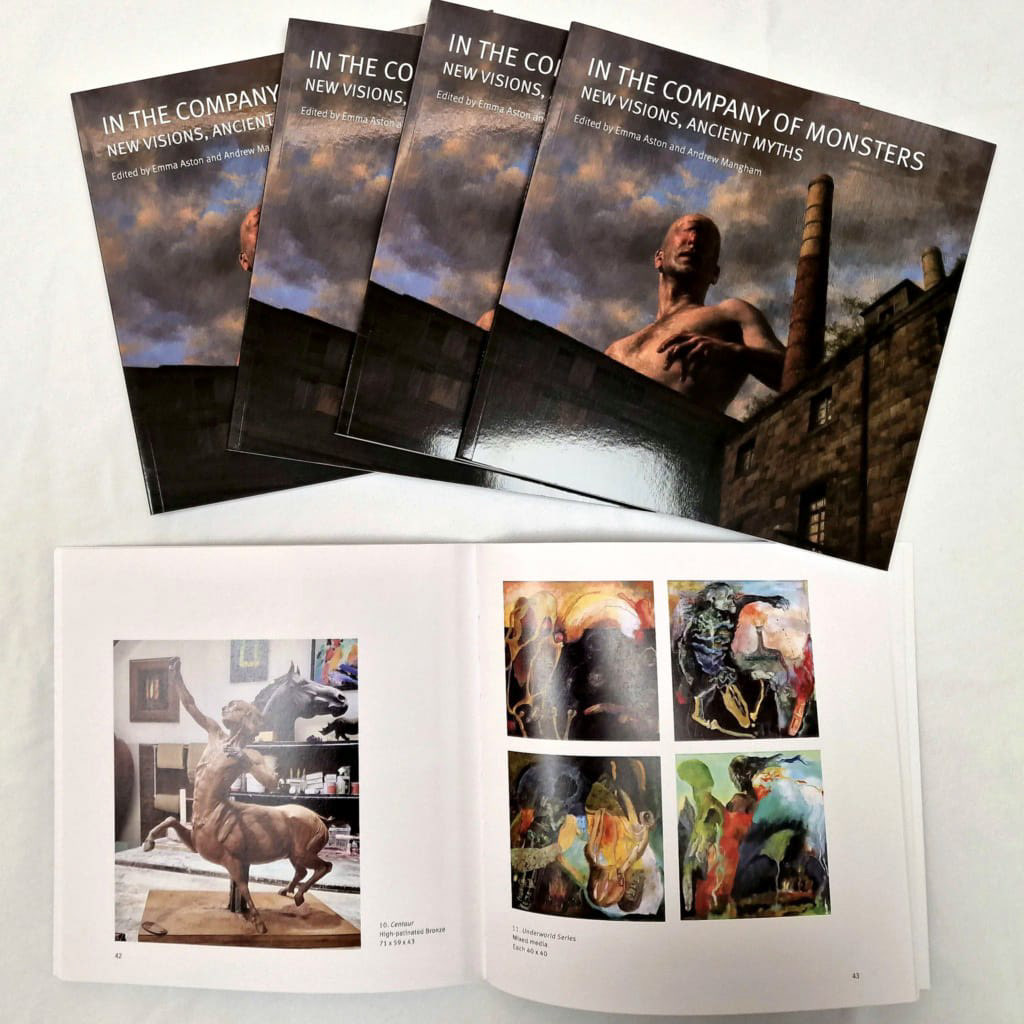 IN THE COMPANY
NEW VISIONS, ANCIENT
Edited by Emma Aston and Andrew Ma
IN THE CO
NEW VISIONS,
Edited by Emma Aston a
IN THE CO
NEW VISIONS,
Edited by Emma Aston an
IN THE COMPANY OF MONSTERS
NEW VISIONS, ANCIENT MYTHS
Edited by Emma Aston and Andrew Mangham
10. Centaur
High-patinated Bronze
71 x 59 x 43
42
11. Underworld Series
Mixed media
Each 40 x 40
43